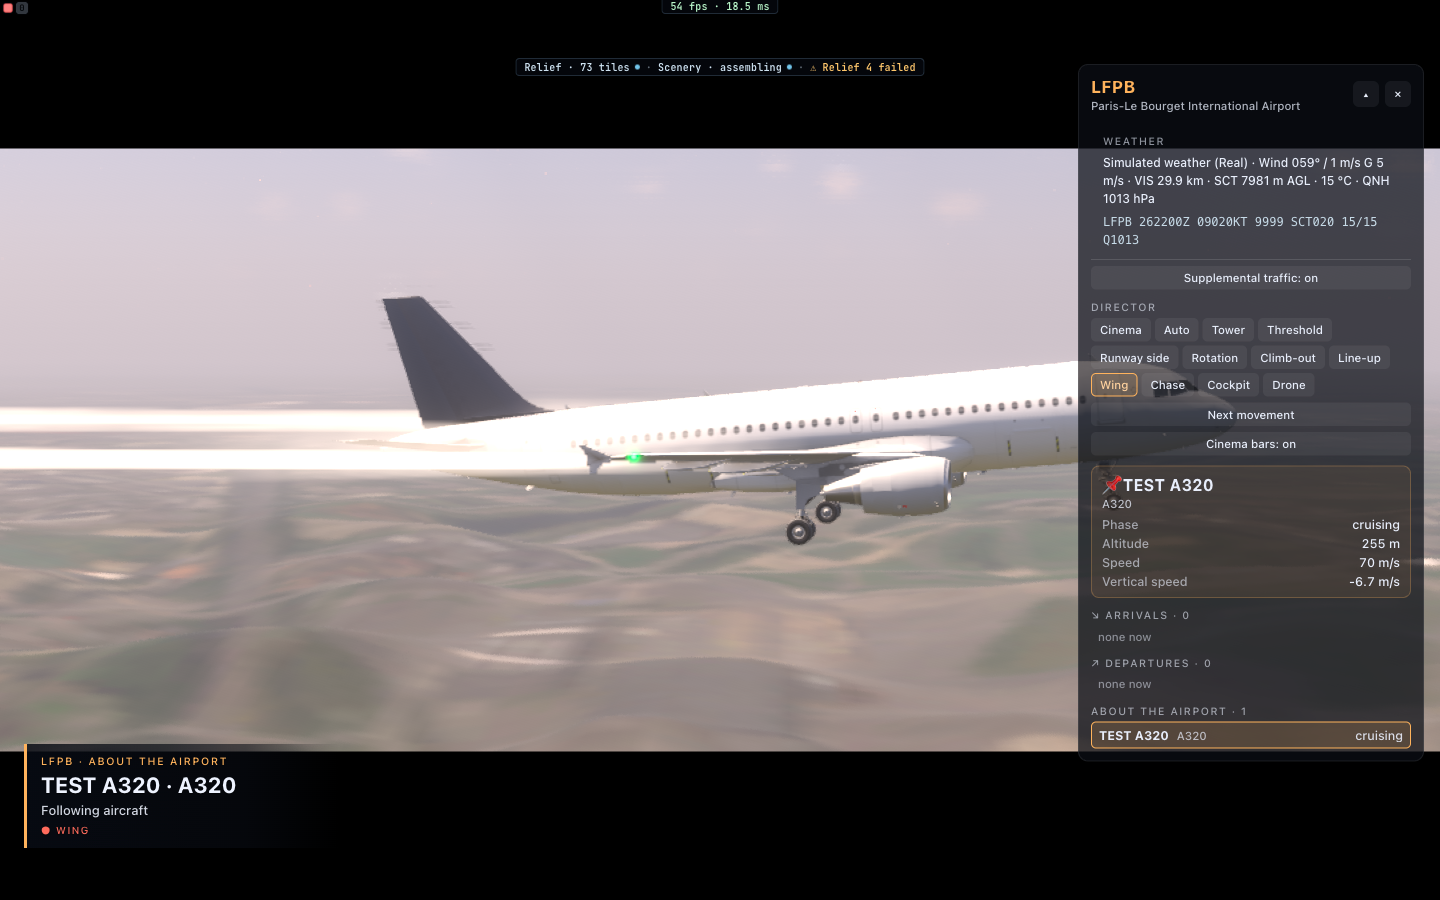 0
54 fps · 18.5 ms
Relief · 73 tiles · Scenery · assembling · ⚠ Relief 4 failed
LFPB
Paris-Le Bourget International Airport
WEATHER
Simulated weather (Real) · Wind 059° / 1 m/s G 5
m/s · VIS 29.9 km · SCT 7981 m AGL · 15 °C · QNH
1013 hPa
LFPB 262200Z 09020KT 9999 SCT020 15/15
Q1013
Supplemental traffic: on
DIRECTOR
Cinema Auto Tower Threshold
Runway side Rotation Climb-out Line-up
Wing Chase Cockpit Drone
Next movement
Cinema bars: on
📌TEST A320
A320
Phase cruising
Altitude 255 m
Speed 70 m/s
Vertical speed -6.7 m/s
↘ ARRIVALS · 0
none now
↗ DEPARTURES · 0
none now
ABOUT THE AIRPORT · 1
TEST A320 A320 cruising
LFPB · ABOUT THE AIRPORT
TEST A320 · A320
Following aircraft
WING